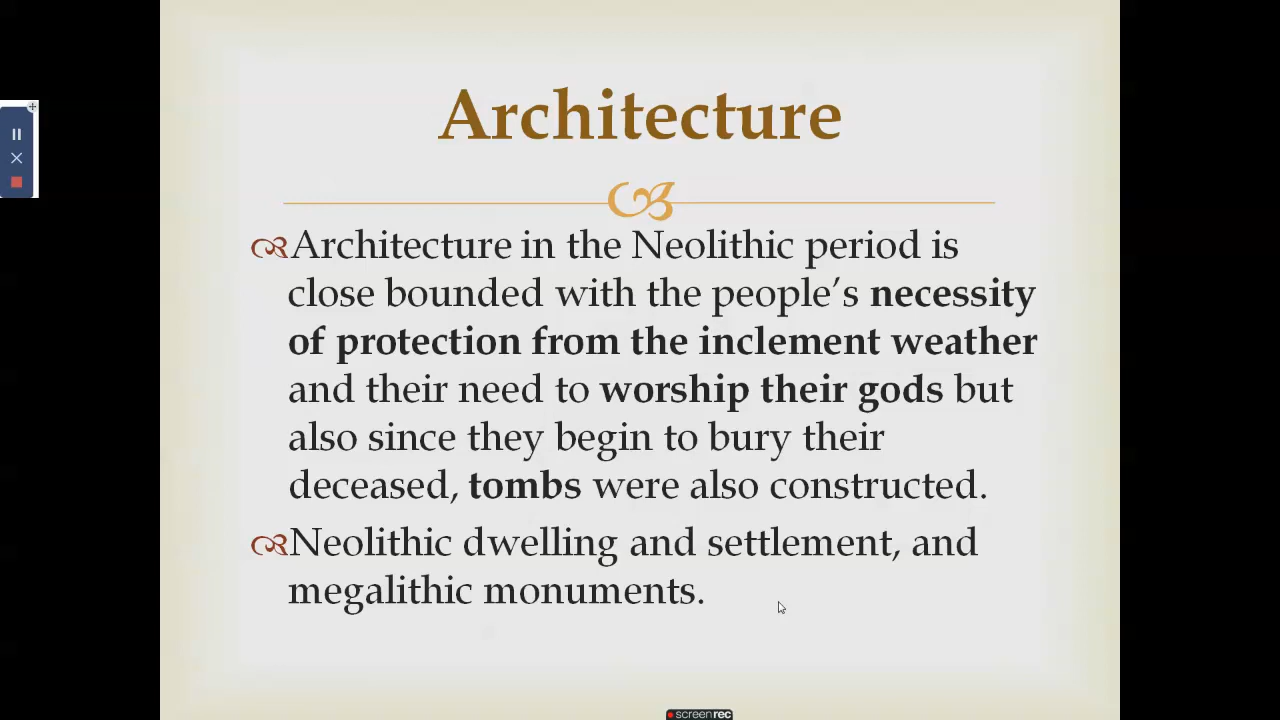 Architecture
Architecture in the Neolithic period is
close bounded with the people’s necessity
of protection from the inclement weather
and their need to worship their gods but
also since they begin to bury their
deceased, tombs were also constructed.
Neolithic dwelling and settlement, and
megalithic monuments.
screenrec